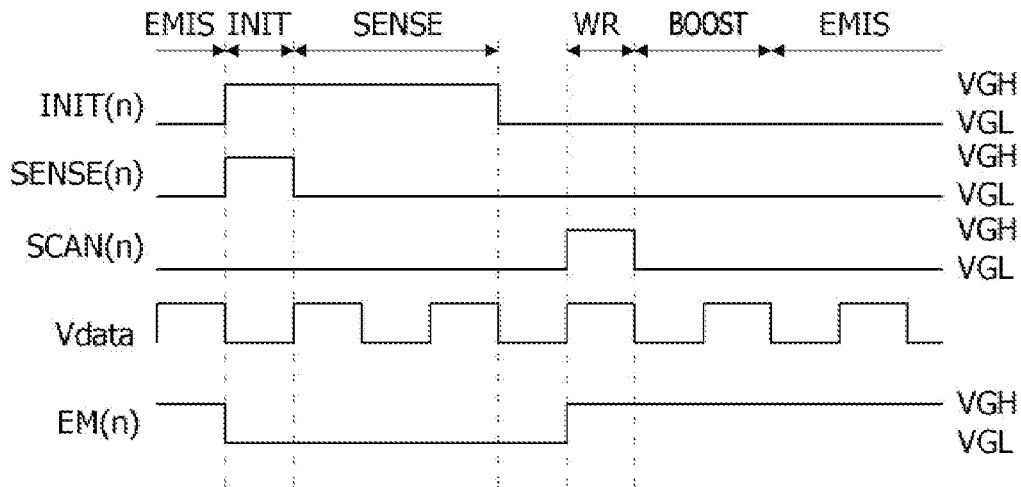 EMIS INIT SENSE WR BOOST EMIS
INIT(n) VGH
VGL
SENSE(n) VGH
VGL
SCAN(n) VGH
VGL
Vdata
EM(n) VGH
VGL